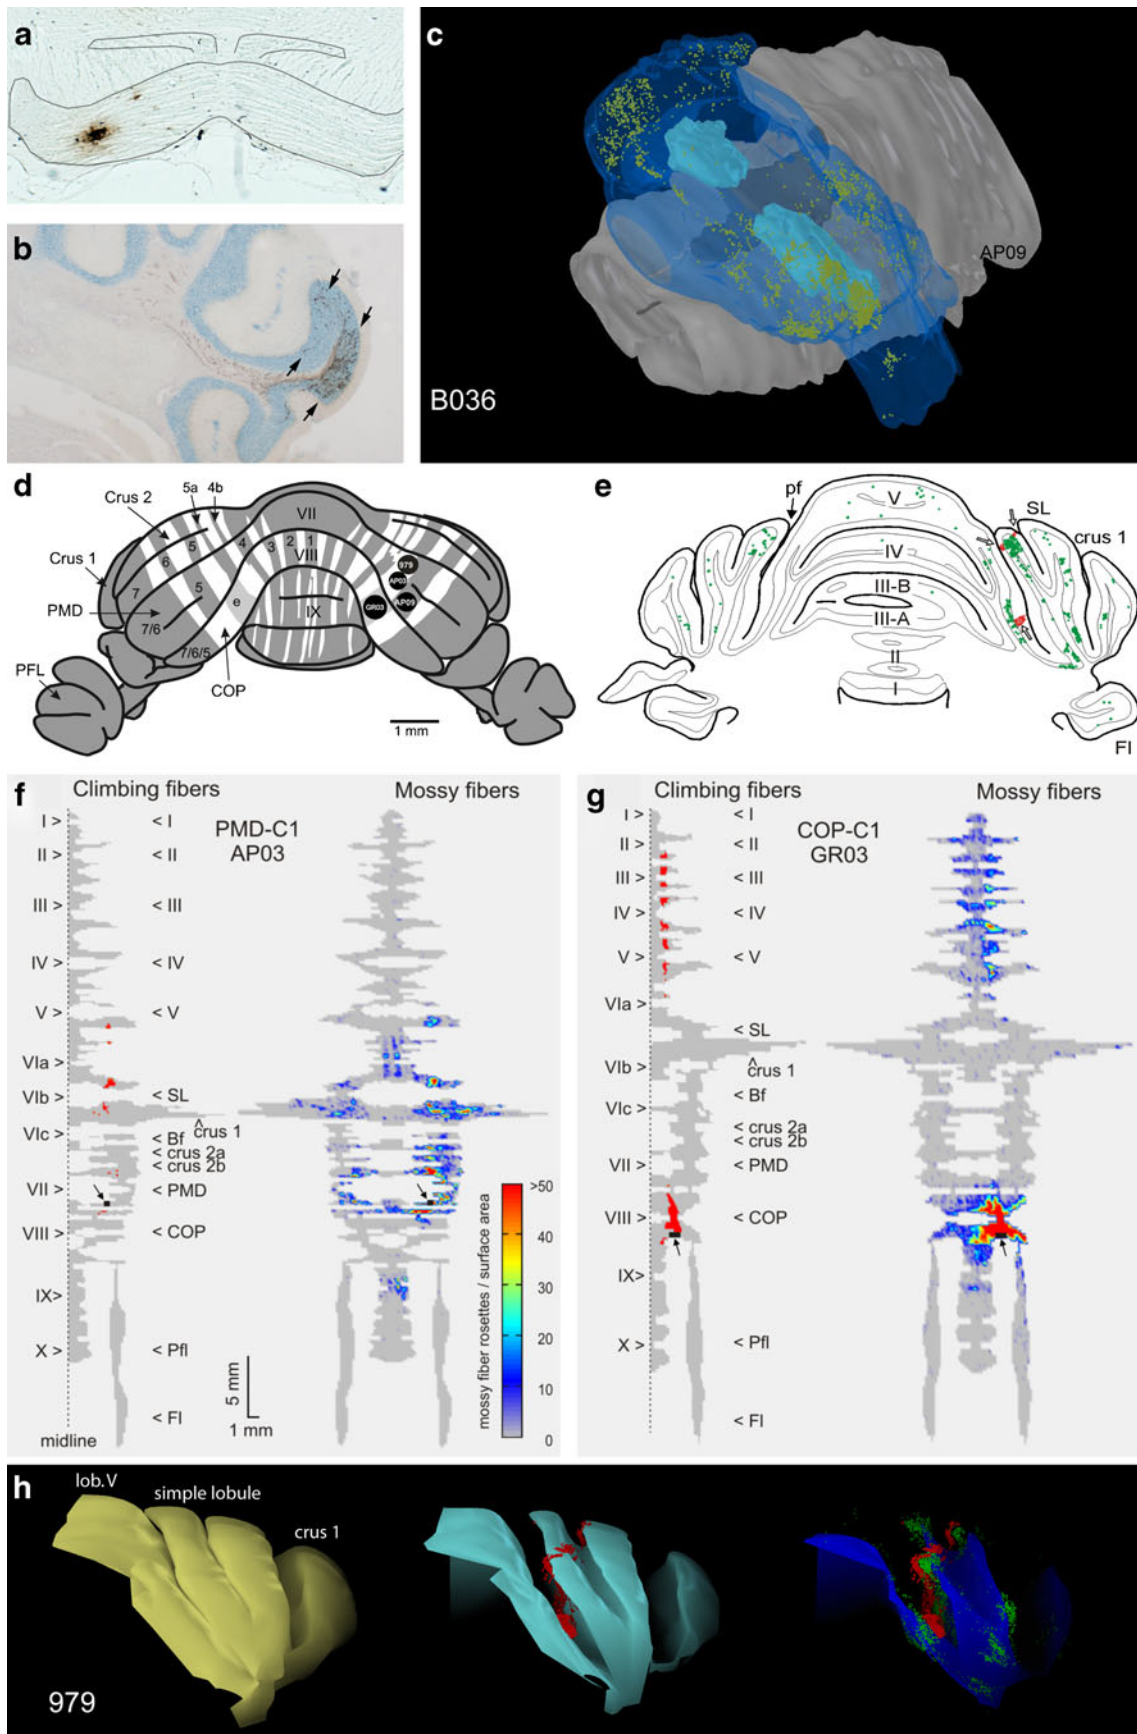 a
b
c
AP09
B036
d
Crus 2
5a
4b
Crus 1
PMD
PFL
COP
VII
VIII
IX
7
6
5
4
3
2
1
5
7/6
7/6/5
e
979
AP03
AP09
GR03
1 mm
e
pf
V
SL
crus 1
IV
III-B
III-A
II
I
Fl
f
Climbing fibers
Mossy fibers
PMD-C1
AP03
I >
< I
II >
< II
III >
< III
IV >
< IV
V >
< V
VIa >
VIb >
< SL
^
crus 1
VIc >
< Bf
< crus 2a
< crus 2b
VII >
< PMD
VIII >
< COP
IX>
X >
< Pfl
< Fl
5 mm
1 mm
midline
mossy fiber rosettes / surface area
>50
40
30
20
10
0
g
Climbing fibers
Mossy fibers
COP-C1
GR03
I >
< I
II >
< II
III >
< III
IV >
< IV
V >
< V
VIa >
< SL
VIb >
^
crus 1
< Bf
VIc >
< crus 2a
< crus 2b
VII >
< PMD
VIII >
< COP
IX >
X >
< Pfl
< Fl
h
lob.V
simple lobule
crus 1
979